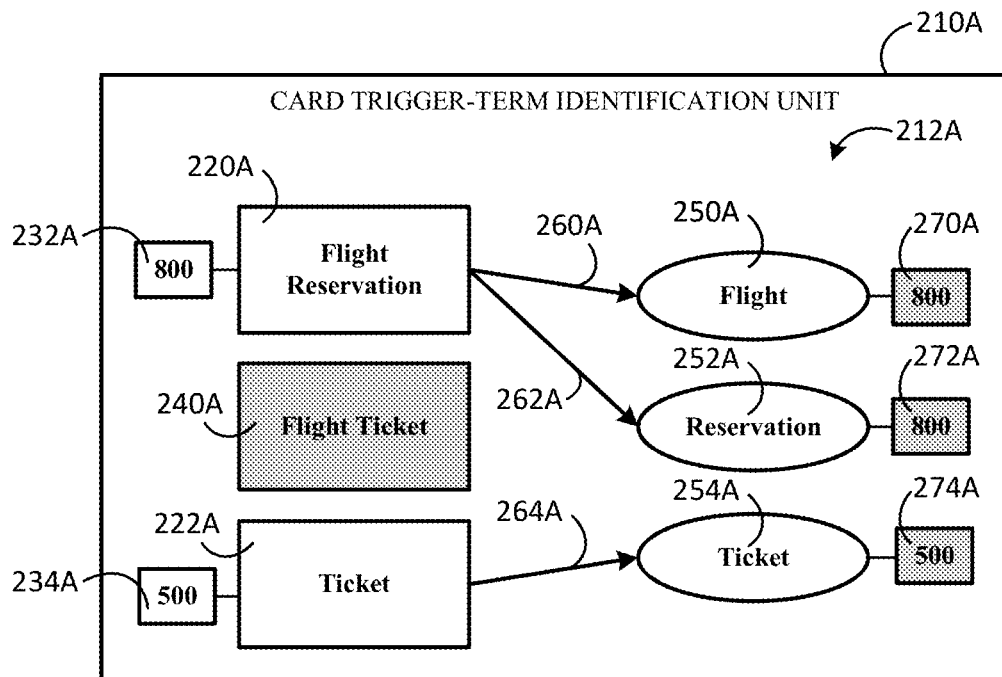 210A
CARD TRIGGER-TERM IDENTIFICATION UNIT
212A
220A
260A
250A
270A
232A
800
Flight
Reservation
Flight
800
252A
272A
240A
262A
Flight Ticket
Reservation
800
254A
274A
222A
264A
234A
500
Ticket
Ticket
500